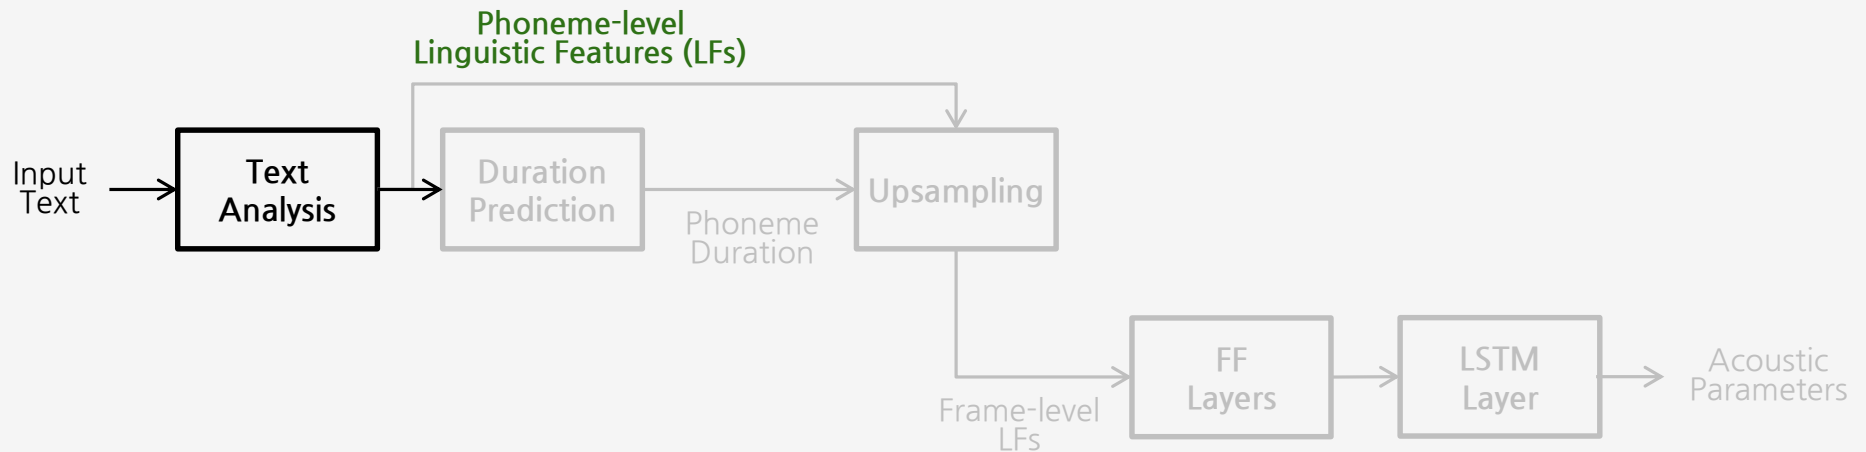 Phoneme-level
Linguistic Features (LFs)
Input
Text
Text
Analysis
Duration
Prediction
Phoneme
Duration
Upsampling
Frame-level
LFs
FF
Layers
LSTM
Layer
Acoustic
Parameters